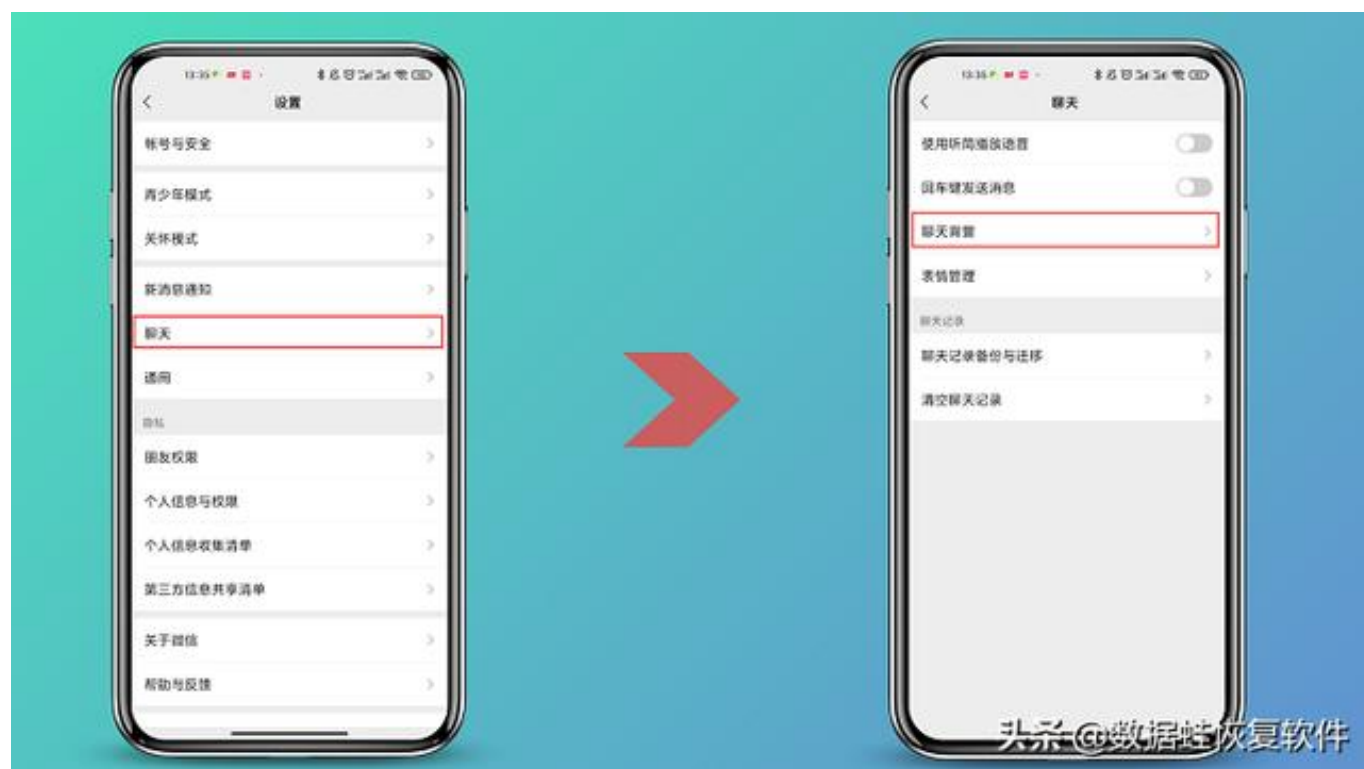 13:35
设置
帐号与安全
青少年模式
关怀模式
新消息通知
聊天
通用
隐私
朋友权限
个人信息与权限
个人信息收集清单
第三方信息共享清单
关于微信
帮助与反馈
13:35
聊天
使用听筒播放语音
回车键发送消息
聊天背景
表情管理
聊天记录
聊天记录备份与迁移
清空聊天记录
头条 @数据蛙恢复软件